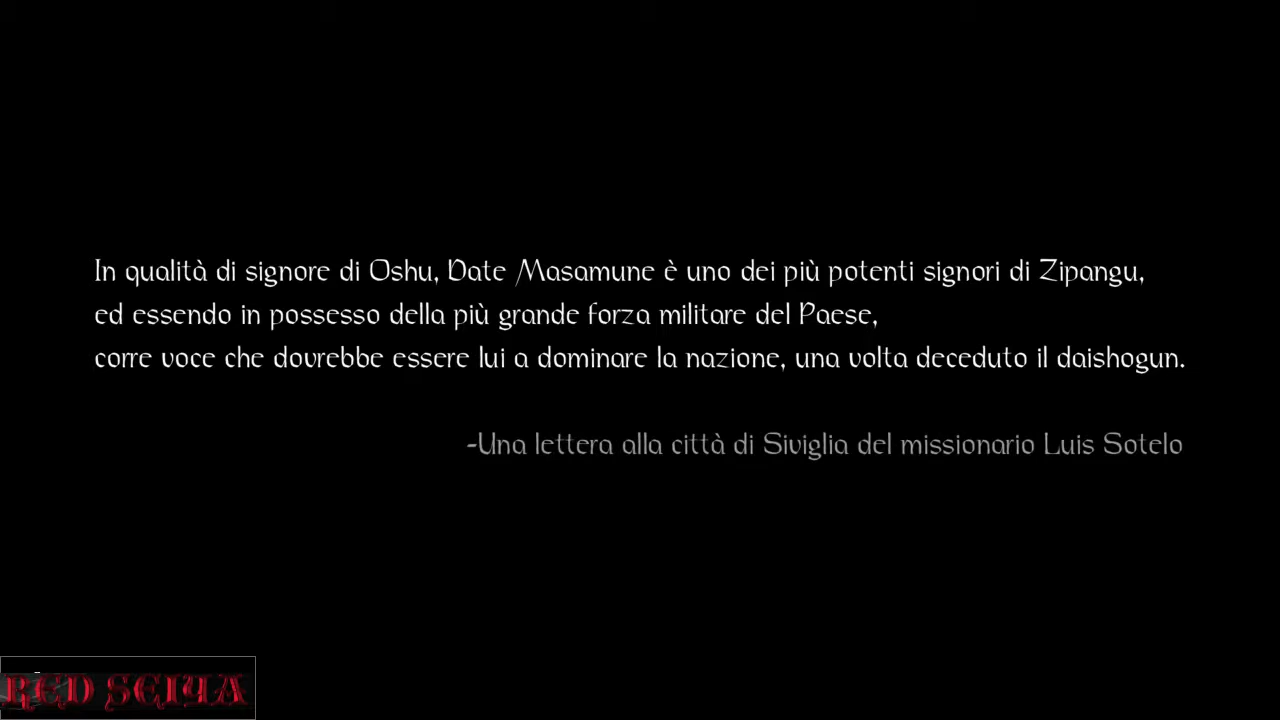 In qualità di signore di Oshu, Date Masamune è uno dei più potenti signori di Zipangu,
ed essendo in possesso della più grande forza militare del Paese,
corre voce che dovrebbe essere lui a dominare la nazione, una volta deceduto il daishogun.
-Una lettera alla città di Siviglia del missionario Luis Sotelo
RED SEIYA